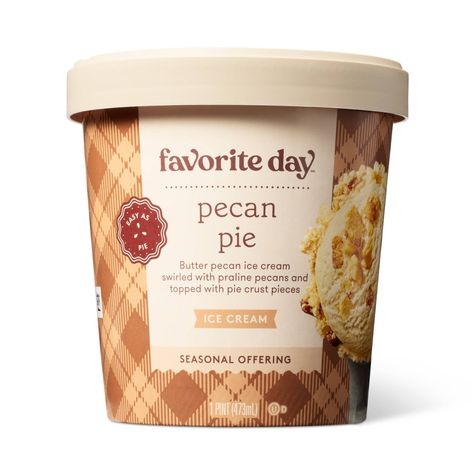 favorite day™
EASY AS
PIE
pecan
pie
Butter pecan ice cream
swirled with praline pecans and
topped with pie crust pieces
ICE CREAM
SEASONAL OFFERING
1 PINT (473mL) Ⓤ D